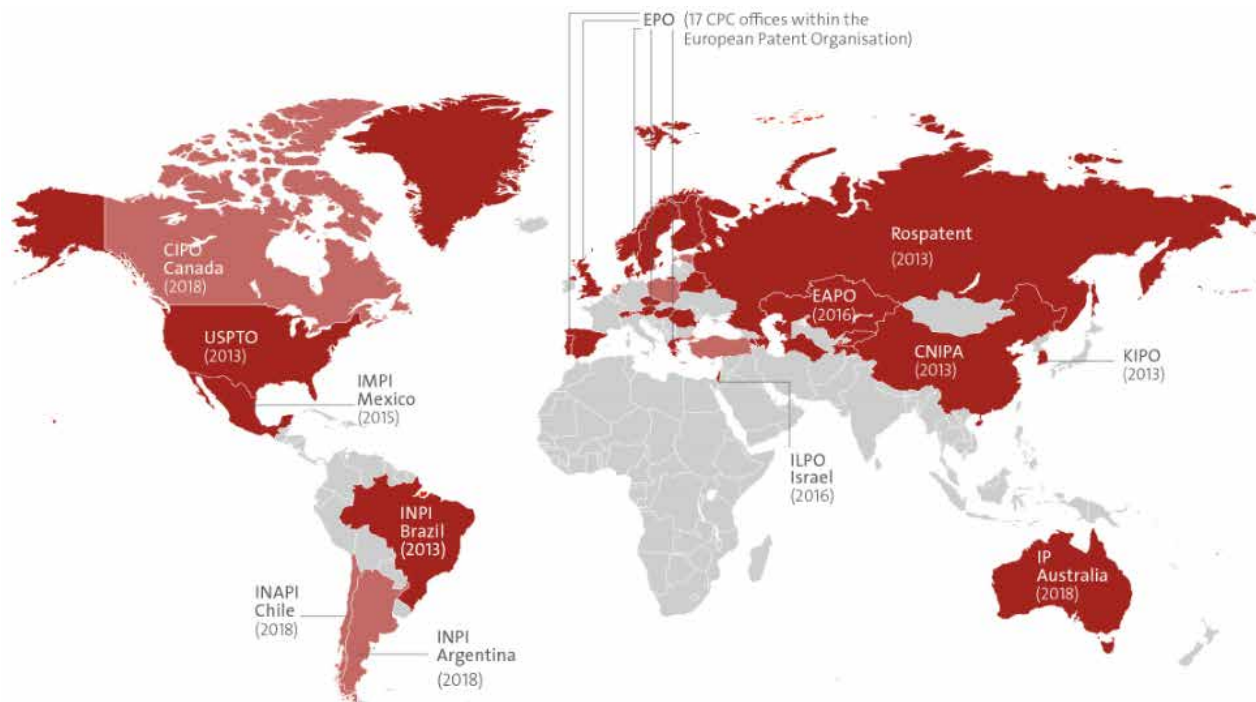 EPO (17 CPC offices within the
European Patent Organisation)
Rospatent
(2013)
CIPO
Canada
(2018)
EAPO
(2016)
USPTO
(2013)
CNIPA
(2013)
KIPO
(2013)
IMPI
Mexico
(2015)
ILPO
Israel
(2016)
INPI
Brazil
(2013)
IP
Australia
(2018)
INAPI
Chile
(2018)
INPI
Argentina
(2018)